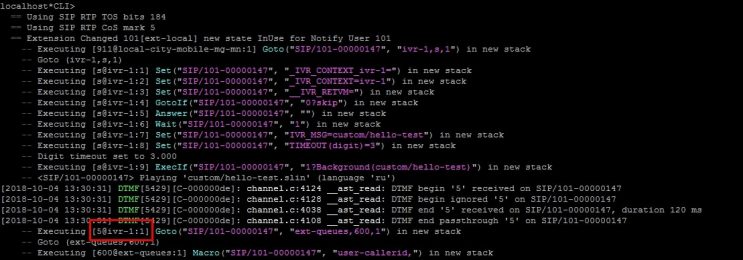 localhost*CLI>
== Using SIP RTP TOS bits 184
== Using SIP RTP CoS mark 5
== Extension Changed 101[ext-local] new state InUse for Notify User 101
-- Executing [911@local-city-mobile-mg-mn:1] Goto("SIP/101-00000147", "ivr-1,s,1") in new stack
-- Goto (ivr-1,s,1)
-- Executing [s@ivr-1:1] Set("SIP/101-00000147", "_IVR_CONTEXT_ivr-1=") in new stack
-- Executing [s@ivr-1:2] Set("SIP/101-00000147", "_IVR_CONTEXT=ivr-1") in new stack
-- Executing [s@ivr-1:3] Set("SIP/101-00000147", "__IVR_RETVM=") in new stack
-- Executing [s@ivr-1:4] GotoIf("SIP/101-00000147", "0?skip") in new stack
-- Executing [s@ivr-1:5] Answer("SIP/101-00000147", "") in new stack
-- Executing [s@ivr-1:6] Wait("SIP/101-00000147", "1") in new stack
-- Executing [s@ivr-1:7] Set("SIP/101-00000147", "IVR_MSG=custom/hello-test") in new stack
-- Executing [s@ivr-1:8] Set("SIP/101-00000147", "TIMEOUT(digit)=3") in new stack
-- Digit timeout set to 3.000
-- Executing [s@ivr-1:9] ExecIf("SIP/101-00000147", "1?Background(custom/hello-test)") in new stack
-- <SIP/101-00000147> Playing 'custom/hello-test.slin' (language 'ru')
[2018-10-04 13:30:31] DTMF[5429][C-000000de]: channel.c:4124 __ast_read: DTMF begin '5' received on SIP/101-00000147
[2018-10-04 13:30:31] DTMF[5429][C-000000de]: channel.c:4128 __ast_read: DTMF begin ignored '5' on SIP/101-00000147
[2018-10-04 13:30:31] DTMF[5429][C-000000de]: channel.c:4038 __ast_read: DTMF end '5' received on SIP/101-00000147, duration 120 ms
[2018-10-04 13:30:31] DTMF[5429][C-000000de]: channel.c:4108 __ast_read: DTMF end passthrough '5' on SIP/101-00000147
-- Executing [5@ivr-1:1] Goto("SIP/101-00000147", "ext-queues,600,1") in new stack
-- Goto (ext-queues,600,1)
-- Executing [600@ext-queues:1] Macro("SIP/101-00000147", "user-callerid,") in new stack